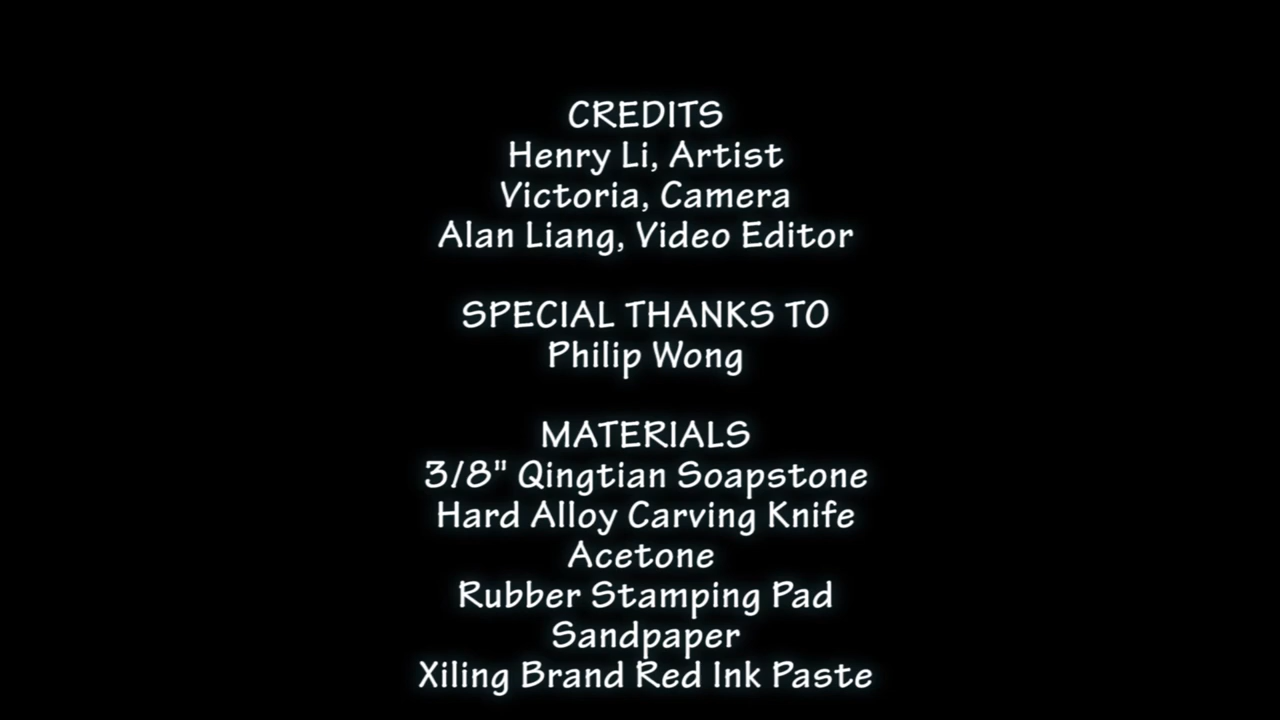 CREDITS
Henry Li, Artist
Victoria, Camera
Alan Liang, Video Editor
SPECIAL THANKS TO
Philip Wong
MATERIALS
3/8" Qingtian Soapstone
Hard Alloy Carving Knife
Acetone
Rubber Stamping Pad
Sandpaper
Xiling Brand Red Ink Paste